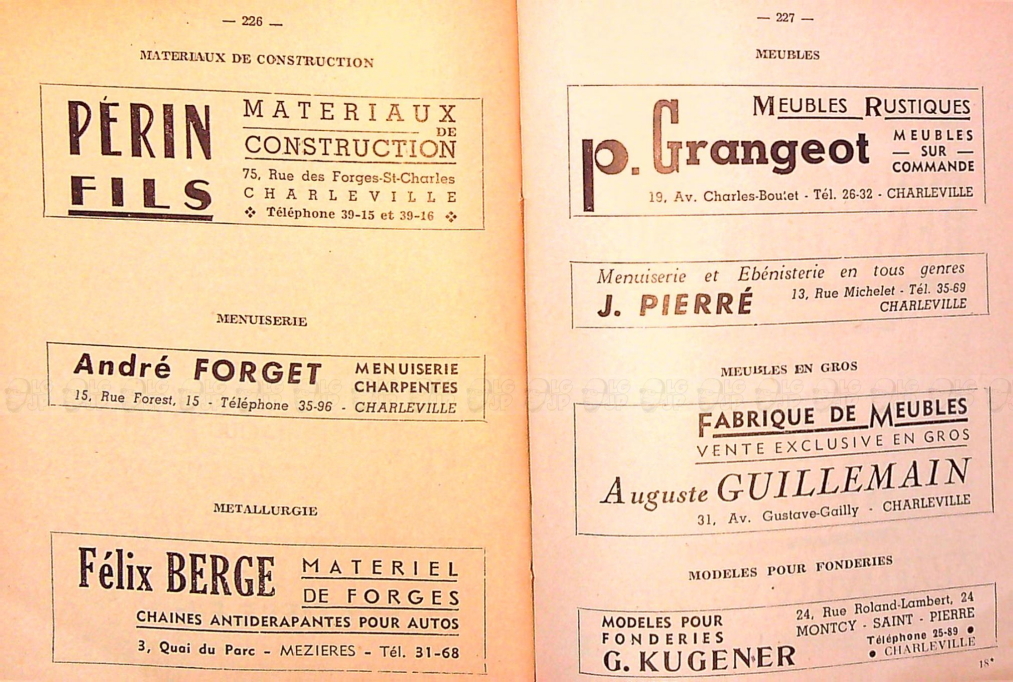 — 226 —
MATERIAUX DE CONSTRUCTION
PÉRIN
FILS
MATERIAUX
DE
CONSTRUCTION
75, Rue des Forges-St-Charles
CHARLEVILLE
Téléphone 39-15 et 39-16
MENUISERIE
André FORGET
MENUISERIE
CHARPENTES
15, Rue Forest, 15 - Téléphone 35-96 - CHARLEVILLE
METALLURGIE
Félix BERGE
MATERIEL
DE FORGES
CHAINES ANTIDERAPANTES POUR AUTOS
3, Quai du Parc - MEZIERES - Tél. 31-68
— 227 —
MEUBLES
MEUBLES RUSTIQUES
P. Grangeot
MEUBLES
— SUR —
COMMANDE
19, Av. Charles-Boutet - Tél. 26-32 - CHARLEVILLE
Menuiserie et Ebénisterie en tous genres
J. PIERRÉ
13, Rue Michelet - Tél. 35-69
CHARLEVILLE
MEUBLES EN GROS
FABRIQUE DE MEUBLES
VENTE EXCLUSIVE EN GROS
Auguste GUILLEMAIN
31, Av. Gustave-Gailly - CHARLEVILLE
MODELES POUR FONDERIES
MODELES POUR
FONDERIES
G. KUGENER
24, Rue Roland-Lambert, 24
MONTCY - SAINT - PIERRE
Téléphone 25-89 •
• CHARLEVILLE
18*